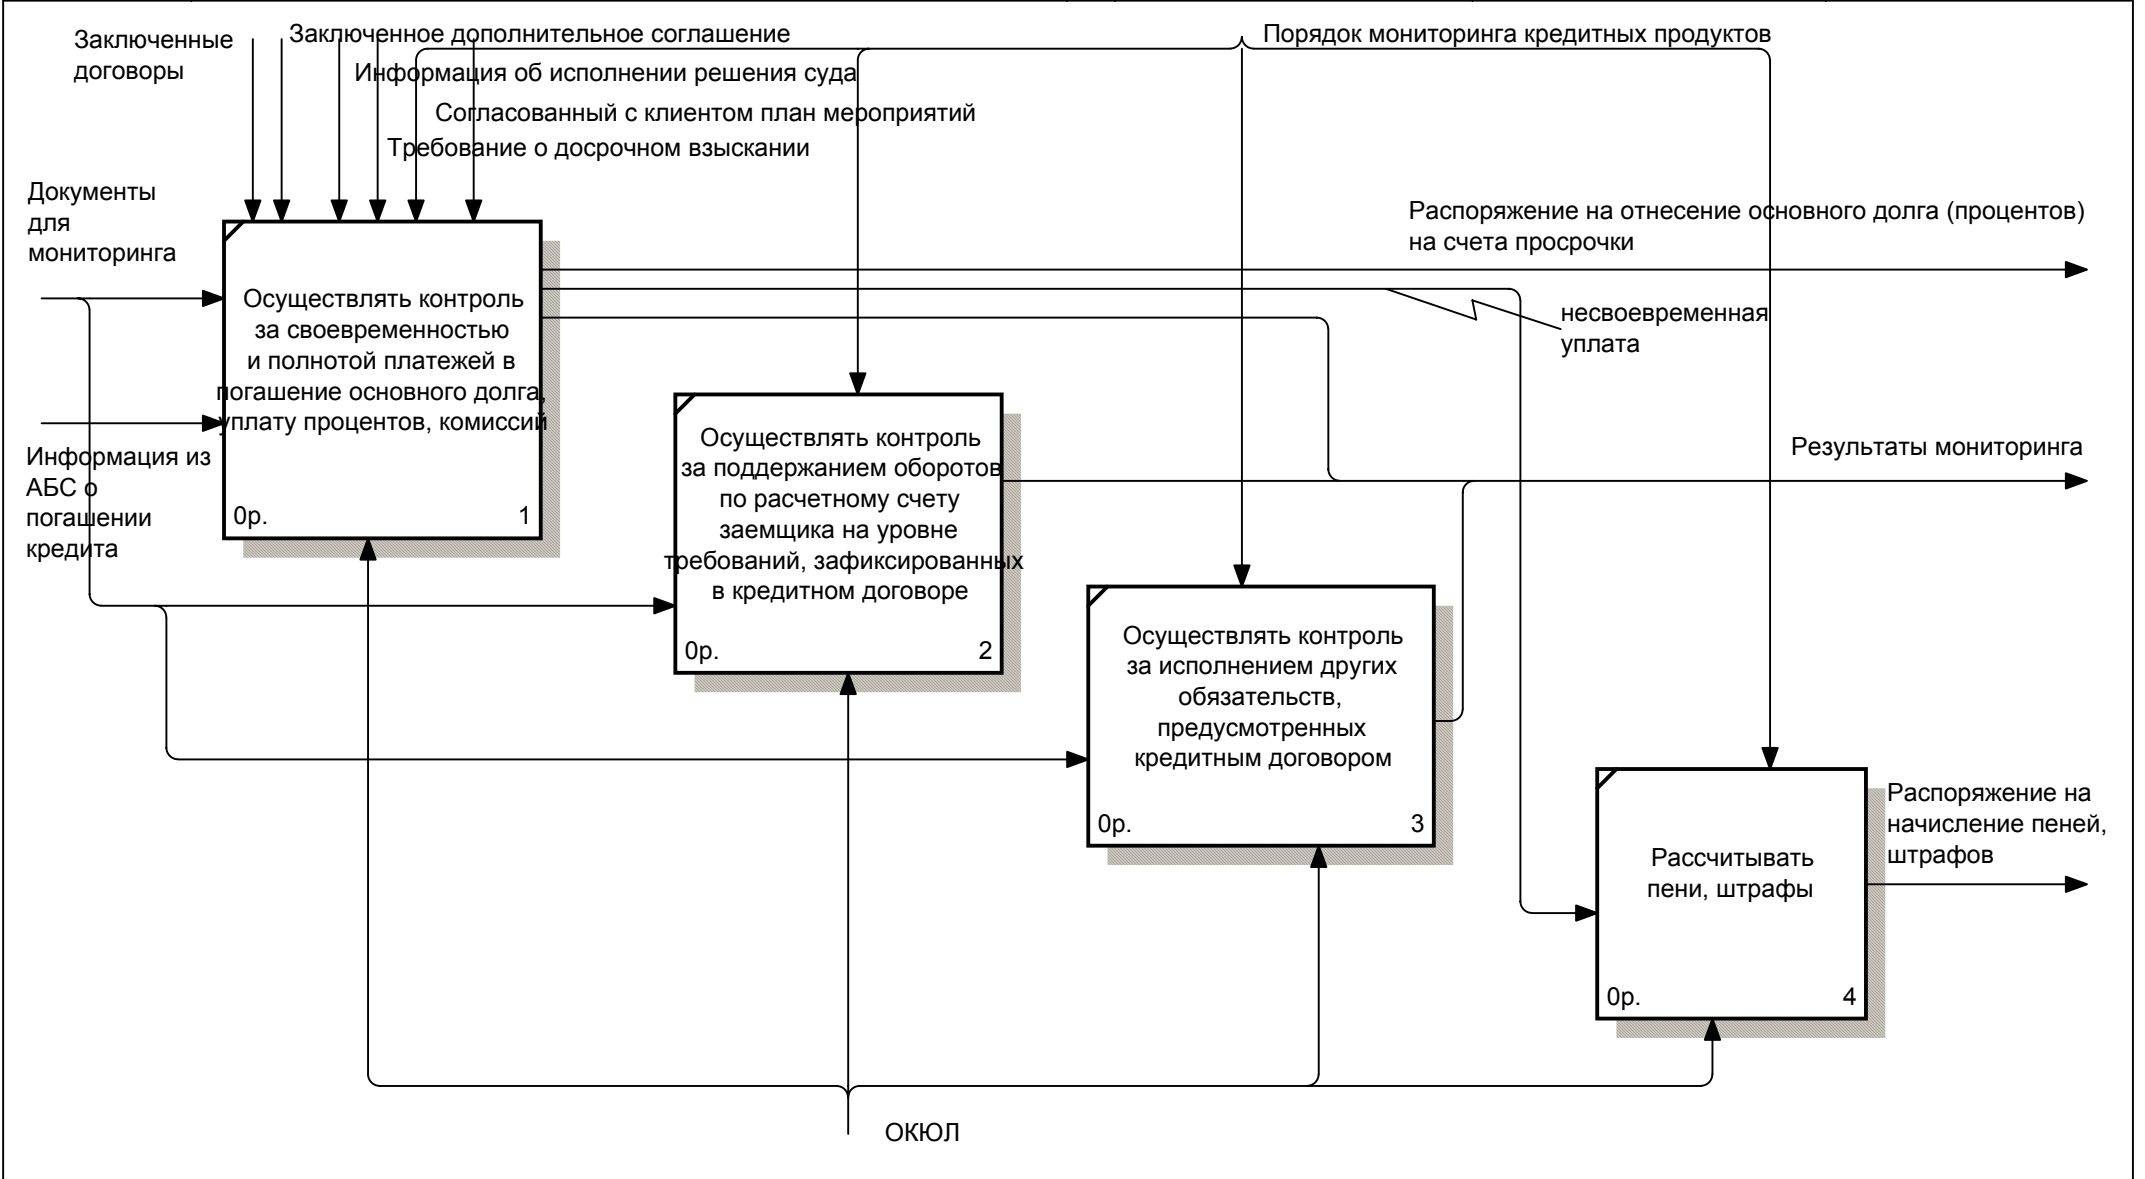 Заключенные
договоры
Заключенное дополнительное соглашение
Порядок мониторинга кредитных продуктов
Информация об исполнении решения суда
Согласованный с клиентом план мероприятий
Требование о досрочном взыскании
Документы
для
мониторинга
Распоряжение на отнесение основного долга (процентов)
на счета просрочки
Осуществлять контроль
за своевременностью
и полнотой платежей в
погашение основного долга,
уплату процентов, комиссий
0р. 1
несвоевременная
уплата
Информация из
АБС о
погашении
кредита
Осуществлять контроль
за поддержанием оборотов
по расчетному счету
заемщика на уровне
требований, зафиксированных
в кредитном договоре
0р. 2
Результаты мониторинга
Осуществлять контроль
за исполнением других
обязательств,
предусмотренных
кредитным договором
0р. 3
Рассчитывать
пени, штрафы
0р. 4
Распоряжение на
начисление пеней,
штрафов
ОКЮЛ